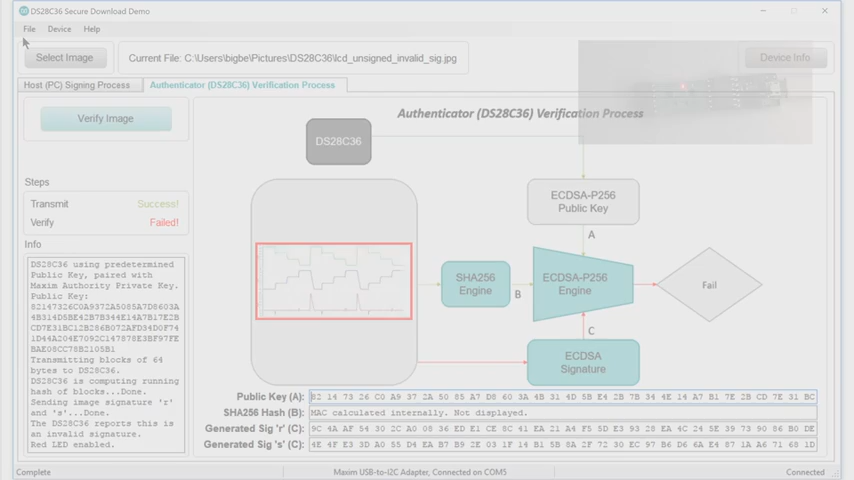 DS28C36 Secure Download Demo
File Device Help
Select Image
Current File: C:\Users\bigbe\Pictures\DS28C36\lcd_unsigned_invalid_sig.jpg
Device Info
Host (PC) Signing Process
Authenticator (DS28C36) Verification Process
Verify Image
Authenticator (DS28C36) Verification Process
DS28C36
Steps
Transmit Success!
Verify Failed!
Info
DS28C36 using predetermined
Public Key, paired with
Maxim Authority Private Key.
Public Key:
82147326C0A9372A5085A7D8603A
4B314D5BE42B7B344E14A7B17E2B
CD7E31BC12B286B072AFD34D0F74
1D44A204E7092C147878E3BF97FE
BAE08CC78B2105B1
Transmitting blocks of 64
bytes to DS28C36.
DS28C36 is computing running
hash of blocks...Done.
Sending image signature 'r'
and 's'...Done.
The DS28C36 reports this is
an invalid signature.
Red LED enabled.
ECDSA-P256
Public Key
A
SHA256
Engine
B
ECDSA-P256
Engine
Fail
C
ECDSA
Signature
Public Key (A): 82 14 73 26 C0 A9 37 2A 50 85 A7 D8 60 3A 4B 31 4D 5B E4 2B 7B 34 4E 14 A7 B1 7E 2B CD 7E 31 BC
SHA256 Hash (B): MAC calculated internally. Not displayed.
Generated Sig 'r' (C): 9C 4A AF 54 30 2C A0 08 36 ED E1 CE 8C 41 EA 21 A4 F5 5D E3 93 28 EA 4C 24 5E 39 73 90 86 B0 DE
Generated Sig 's' (C): 4E 4F E3 3D A0 55 D4 EA B7 B9 2E 03 1F 14 B1 5B 8A 2F 72 30 EC 97 B6 D6 6A E4 87 1A A6 71 68 1D
Complete
Maxim USB-to-I2C Adapter, Connected on COM5
Connected